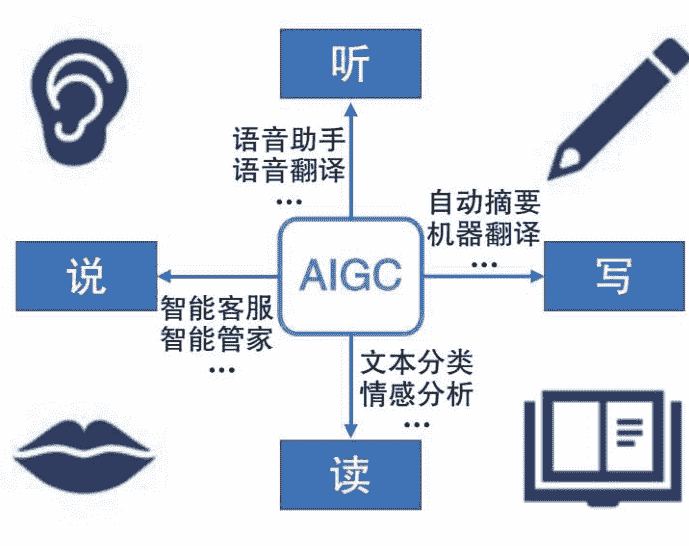 听
语音助手
语音翻译
...
自动摘要
机器翻译
...
说
AIGC
写
智能客服
智能管家
...
文本分类
情感分析
...
读